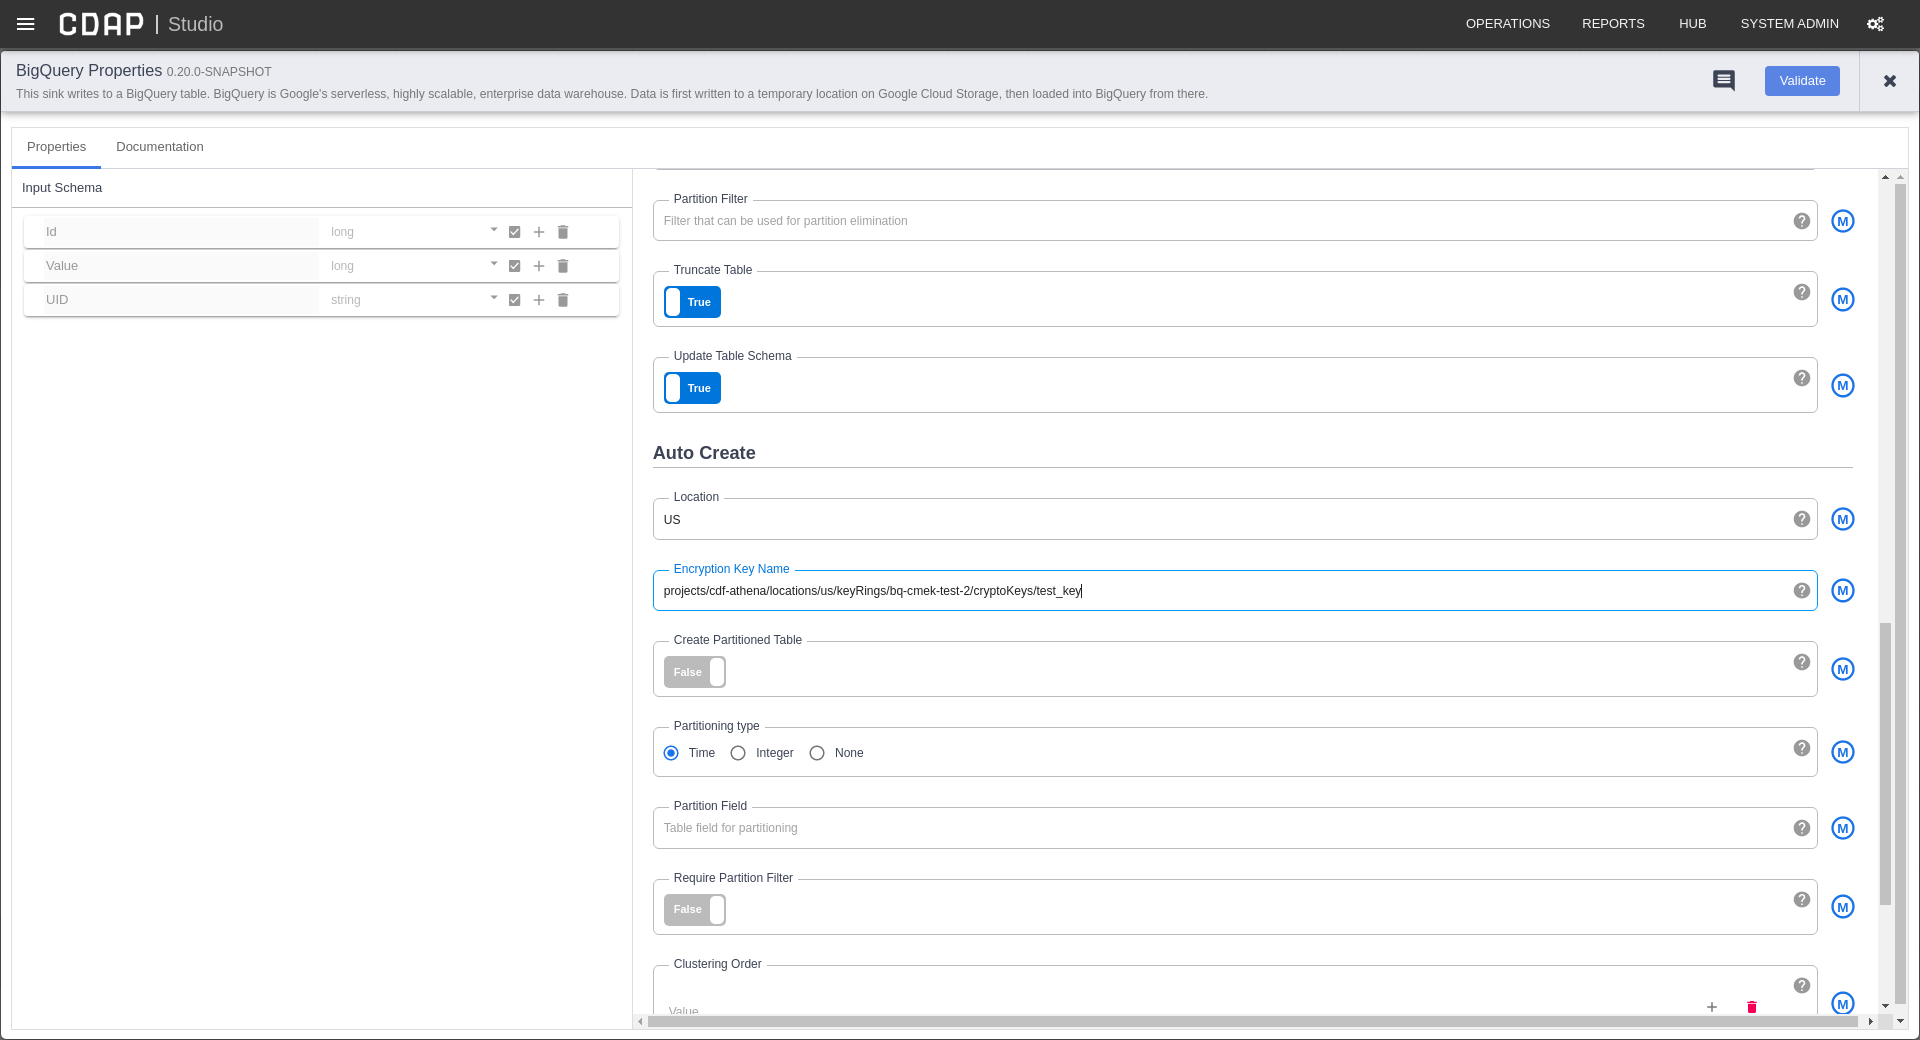 CDAP | Studio
OPERATIONS REPORTS HUB SYSTEM ADMIN
BigQuery Properties 0.20.0-SNAPSHOT
This sink writes to a BigQuery table. BigQuery is Google's serverless, highly scalable, enterprise data warehouse. Data is first written to a temporary location on Google Cloud Storage, then loaded into BigQuery from there.
Validate
Properties Documentation
Input Schema
Id long
Value long
UID string
Partition Filter
Filter that can be used for partition elimination
M
Truncate Table
True
M
Update Table Schema
True
M
Auto Create
Location
US
M
Encryption Key Name
projects/cdf-athena/locations/us/keyRings/bq-cmek-test-2/cryptoKeys/test_key
M
Create Partitioned Table
False
M
Partitioning type
Time Integer None
M
Partition Field
Table field for partitioning
M
Require Partition Filter
False
M
Clustering Order
Value
M